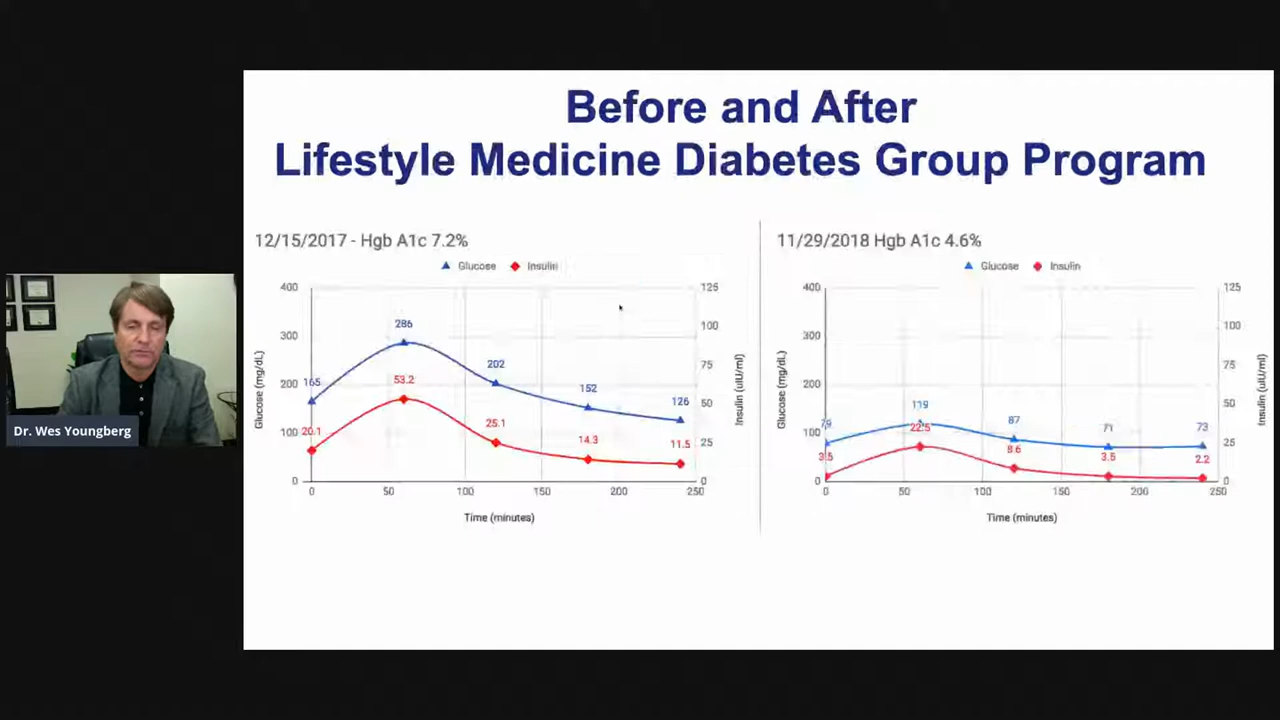 Before and After
Lifestyle Medicine Diabetes Group Program
12/15/2017 - Hgb A1c 7.2%
Glucose Insulin
400
300
200
100
0
125
100
75
50
25
0
Glucose (mg/dL)
Insulin (uIU/ml)
165
286
202
152
126
20.1
53.2
25.1
14.3
11.5
0 50 100 150 200 250
Time (minutes)
11/29/2018 Hgb A1c 4.6%
Glucose Insulin
400
300
200
100
0
125
100
75
50
25
0
Glucose (mg/dL)
Insulin (uIU/ml)
79
119
87
71
73
3.5
22.5
8.6
3.5
2.2
0 50 100 150 200 250
Time (minutes)
Dr. Wes Youngberg